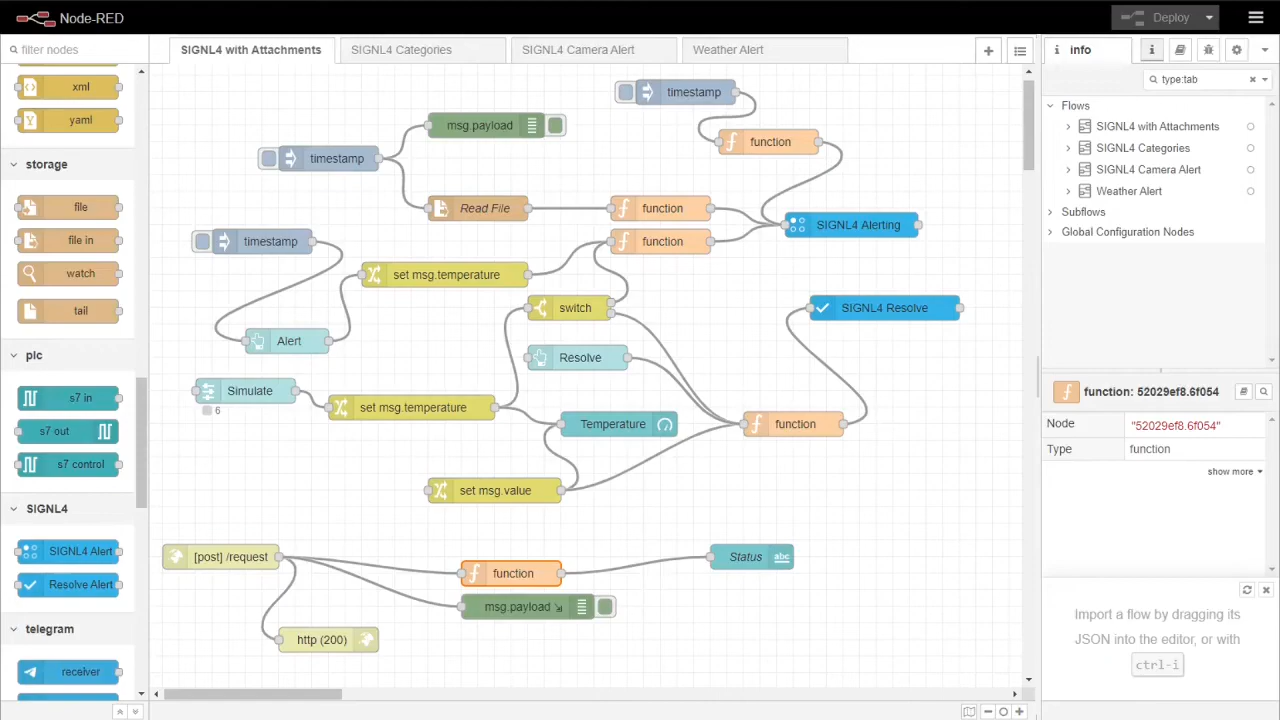 Node-RED
Deploy
filter nodes
xml
yaml
storage
file
file in
watch
tail
plc
s7 in
s7 out
s7 control
SIGNL4
SIGNL4 Alert
Resolve Alert
telegram
receiver
SIGNL4 with Attachments
SIGNL4 Categories
SIGNL4 Camera Alert
Weather Alert
timestamp
msg.payload
function
timestamp
Read File
function
SIGNL4 Alerting
timestamp
function
set msg.temperature
switch
SIGNL4 Resolve
Alert
Resolve
Simulate
6
set msg.temperature
Temperature
function
set msg.value
[post] /request
function
Status
abc
msg.payload
http (200)
info
type:tab
Flows
SIGNL4 with Attachments
SIGNL4 Categories
SIGNL4 Camera Alert
Weather Alert
Subflows
Global Configuration Nodes
function: 52029ef8.6f054
Node "52029ef8.6f054"
Type function
show more
Import a flow by dragging its
JSON into the editor, or with
ctrl-i